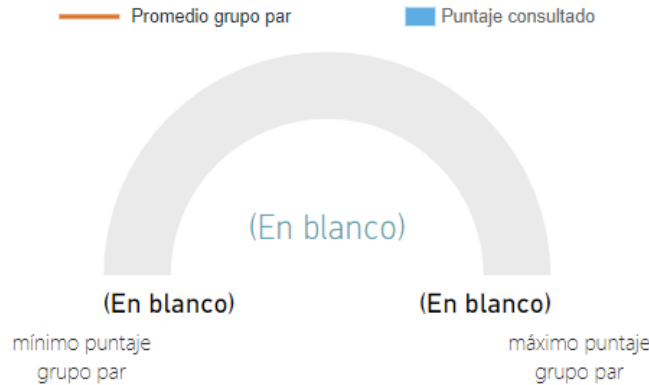 Promedio grupo par
Puntaje consultado
(En blanco)
(En blanco)
(En blanco)
mínimo puntaje
grupo par
máximo puntaje
grupo par